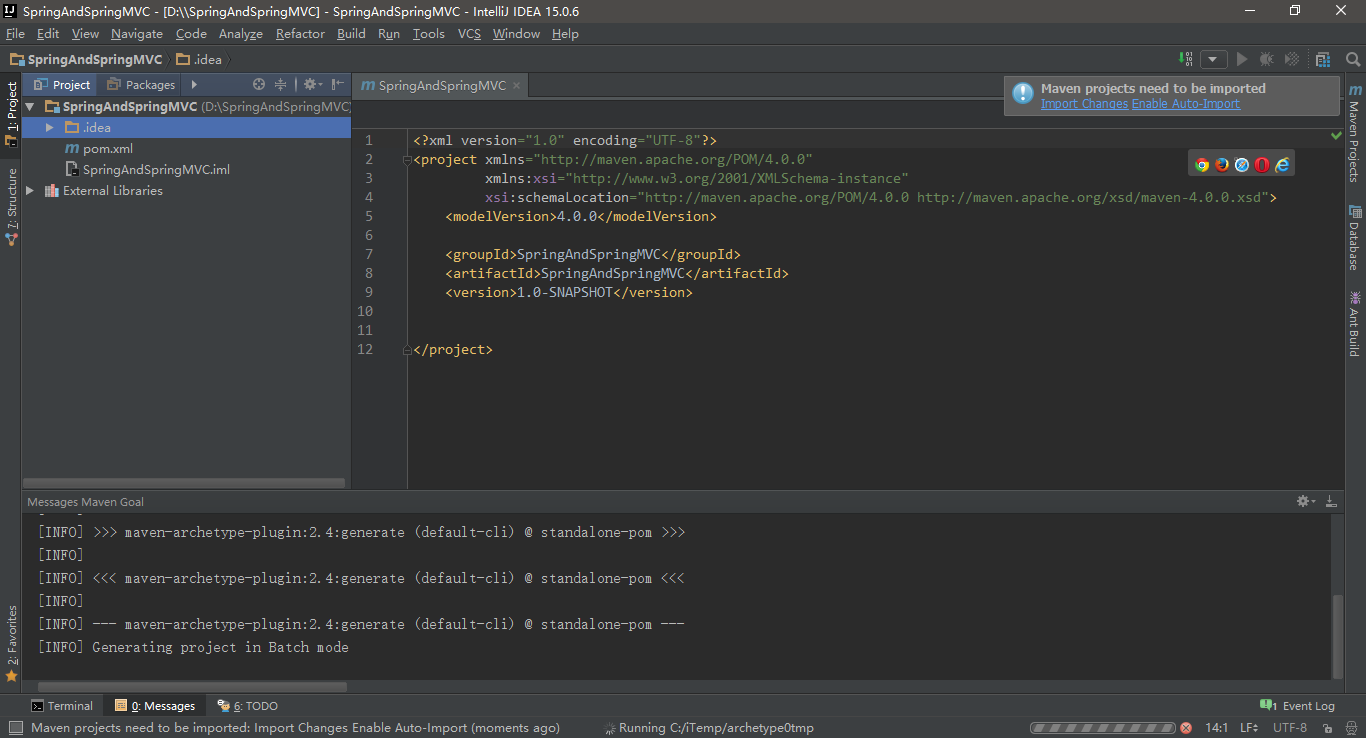 SpringAndSpringMVC - [D:\\SpringAndSpringMVC] - SpringAndSpringMVC - IntelliJ IDEA 15.0.6
File Edit View Navigate Code Analyze Refactor Build Run Tools VCS Window Help
SpringAndSpringMVC .idea
1: Project
7: Structure
2: Favorites
Project Packages
SpringAndSpringMVC (D:\SpringAndSpringMVC)
.idea
pom.xml
SpringAndSpringMVC.iml
External Libraries
SpringAndSpringMVC
Maven projects need to be imported
Import Changes Enable Auto-Import
1 <?xml version="1.0" encoding="UTF-8"?>
2 <project xmlns="http://maven.apache.org/POM/4.0.0"
3 xmlns:xsi="http://www.w3.org/2001/XMLSchema-instance"
4 xsi:schemaLocation="http://maven.apache.org/POM/4.0.0 http://maven.apache.org/xsd/maven-4.0.0.xsd">
5 <modelVersion>4.0.0</modelVersion>
6
7 <groupId>SpringAndSpringMVC</groupId>
8 <artifactId>SpringAndSpringMVC</artifactId>
9 <version>1.0-SNAPSHOT</version>
10
11
12 </project>
Maven Projects
Database
Ant Build
Messages Maven Goal
[INFO] >>> maven-archetype-plugin:2.4:generate (default-cli) @ standalone-pom >>>
[INFO]
[INFO] <<< maven-archetype-plugin:2.4:generate (default-cli) @ standalone-pom <<<
[INFO]
[INFO] --- maven-archetype-plugin:2.4:generate (default-cli) @ standalone-pom ---
[INFO] Generating project in Batch mode
Terminal 0: Messages 6: TODO 1 Event Log
Maven projects need to be imported: Import Changes Enable Auto-Import (moments ago) Running C:/iTemp/archetype0tmp 14:1 LF UTF-8